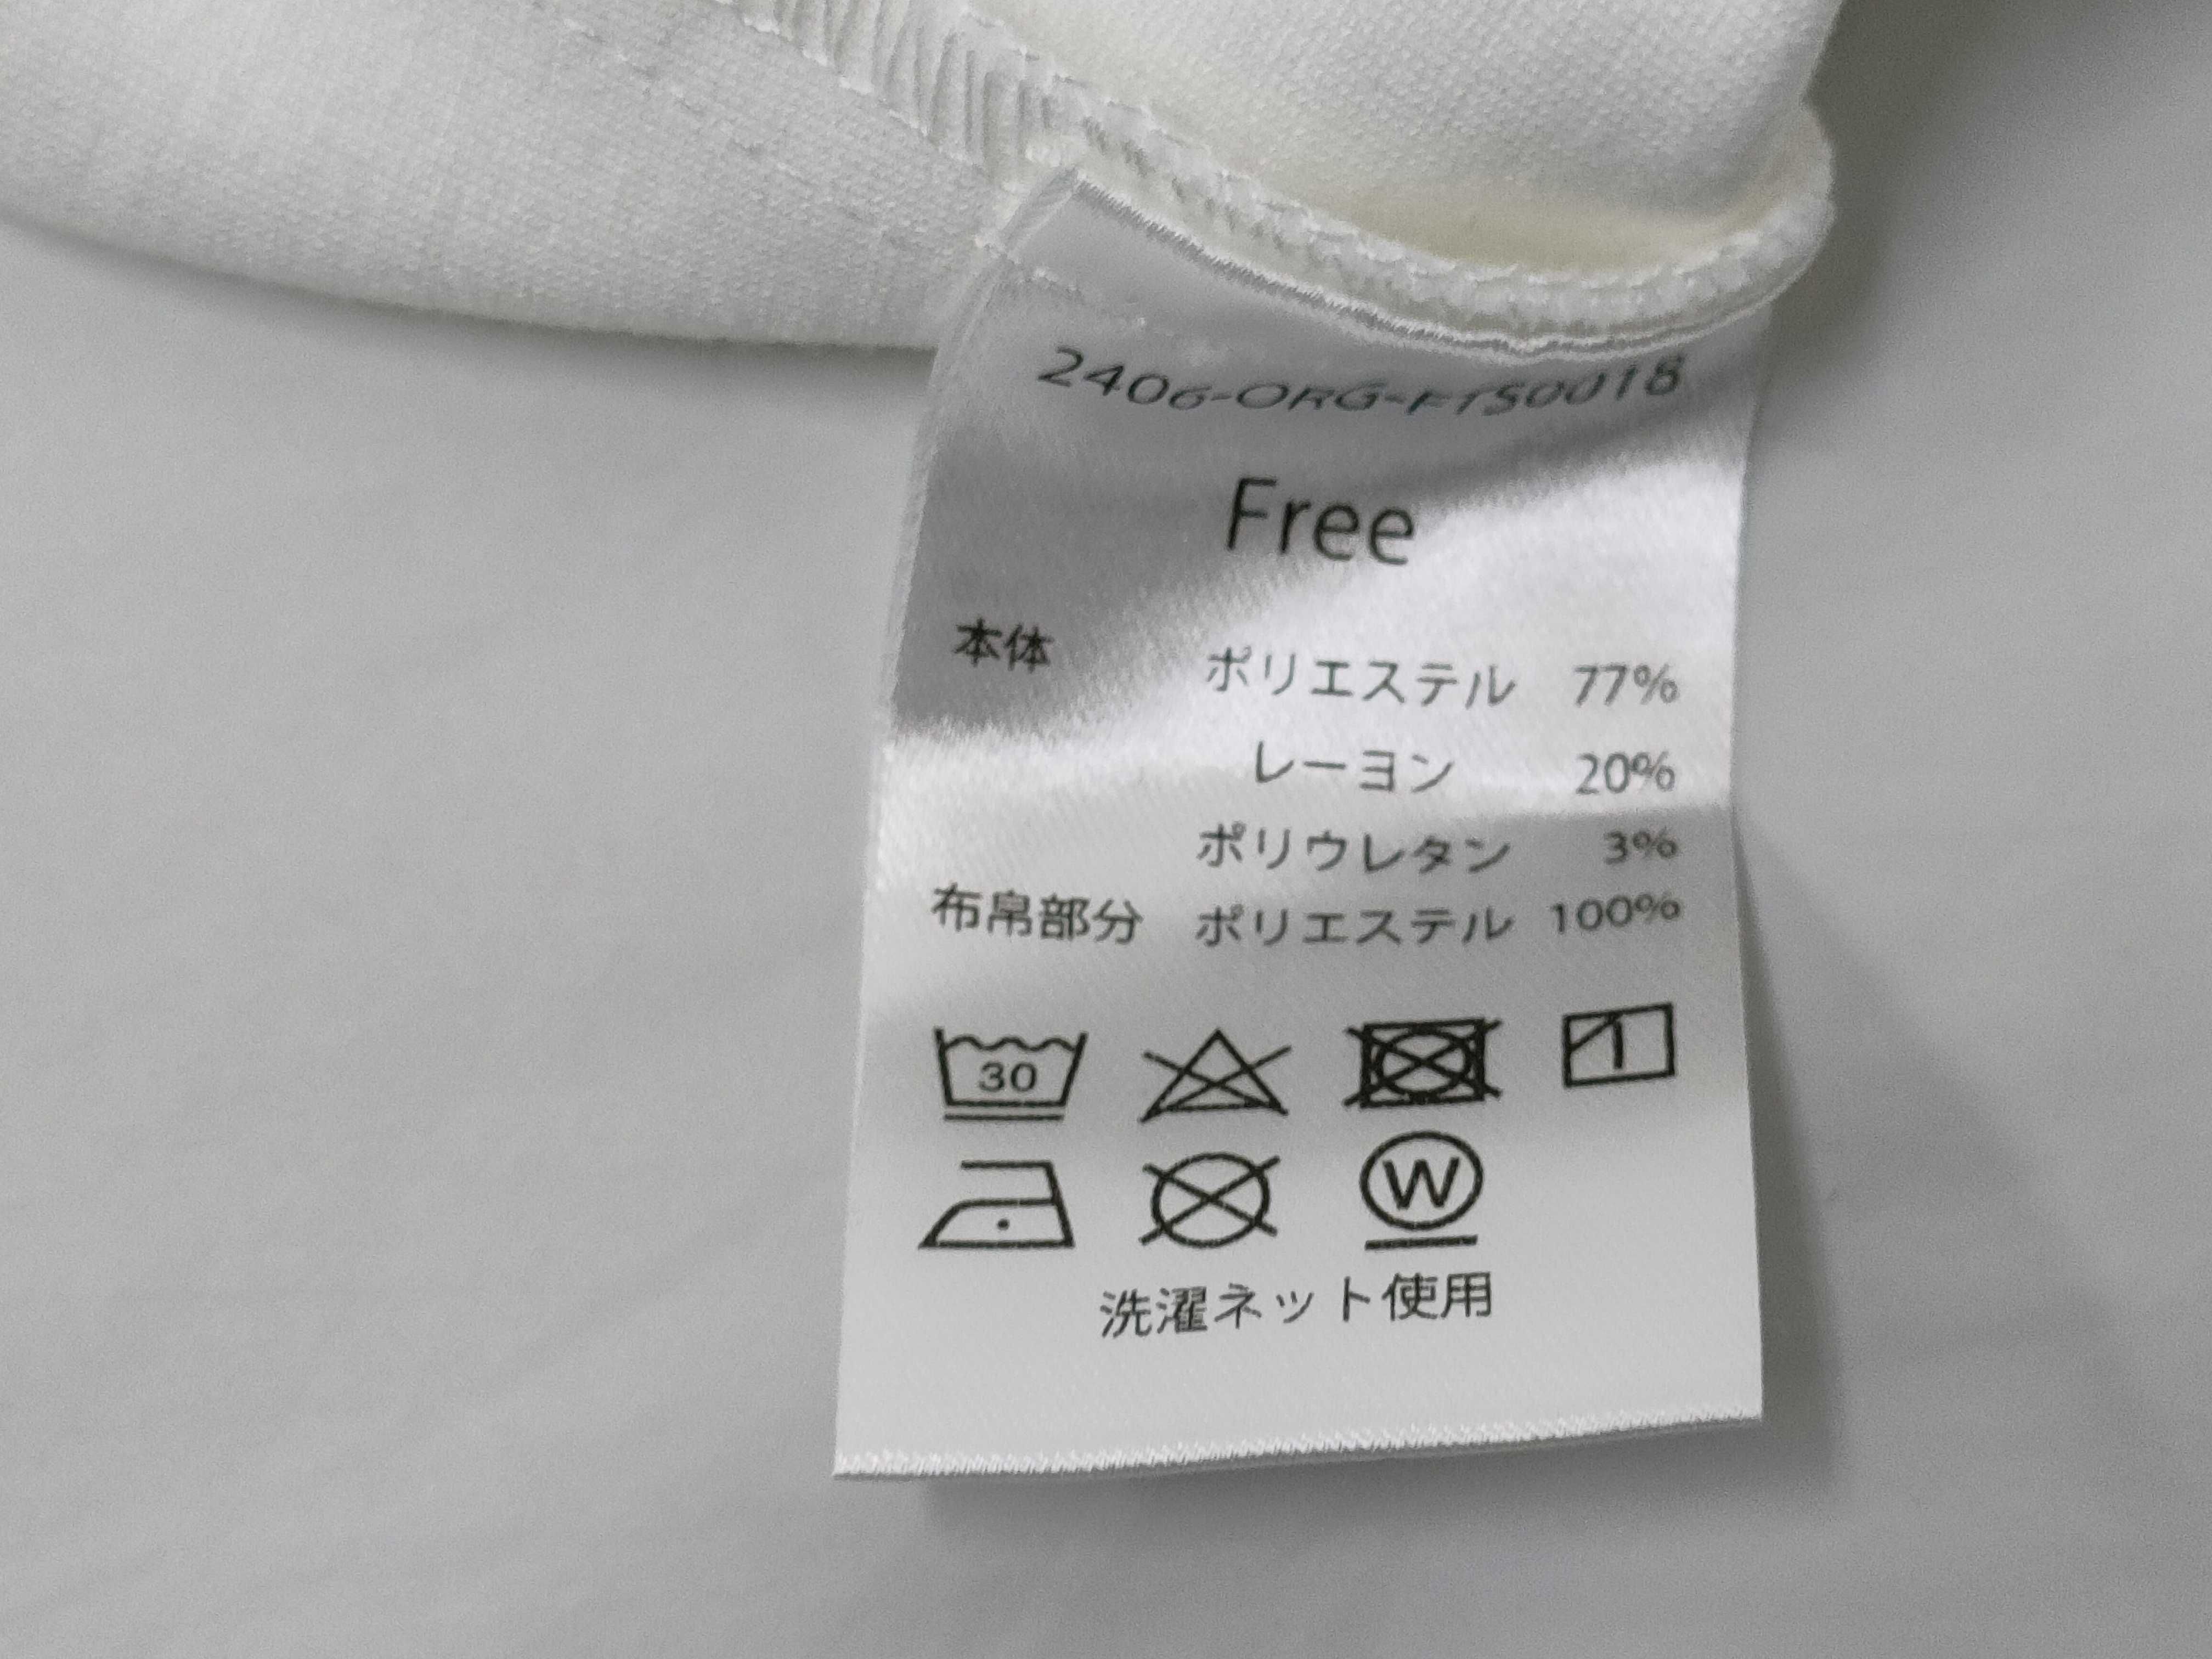 2406-ORG-FTS0018
Free
本体 ポリエステル 77%
レーヨン 20%
ポリウレタン 3%
布帛部分 ポリエステル 100%
30
W
洗濯ネット使用